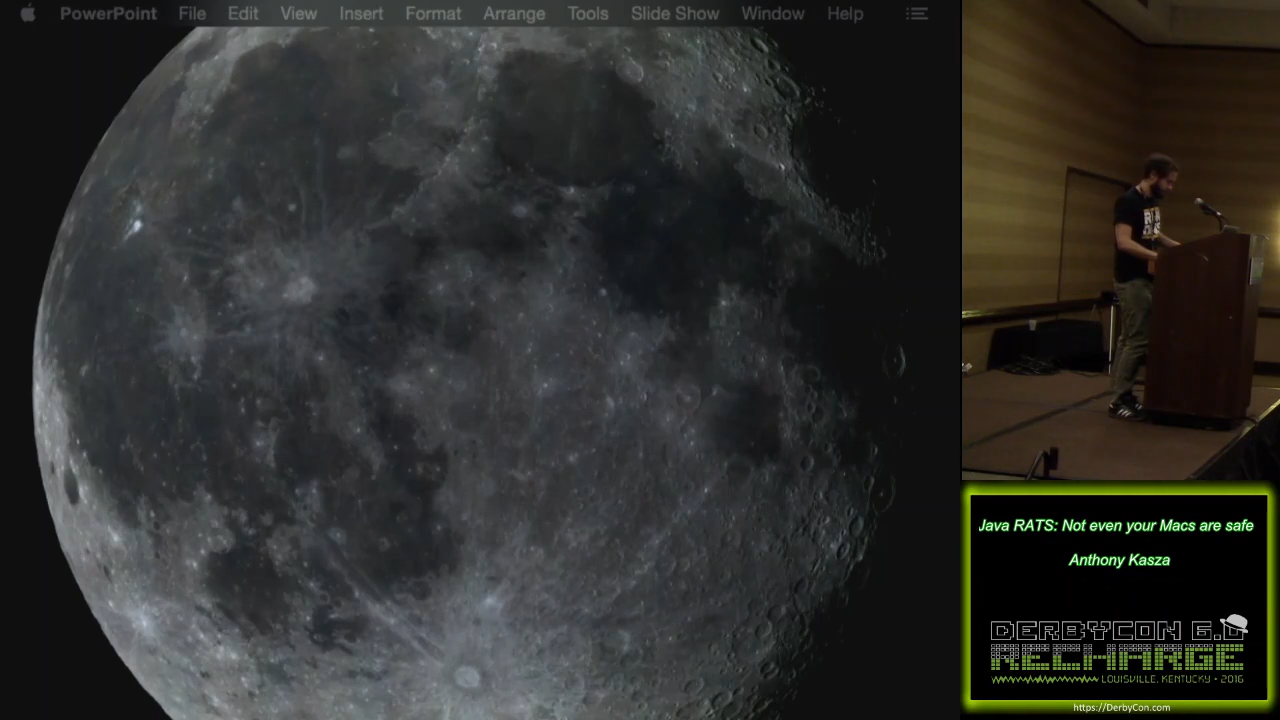 PowerPoint File Edit View Insert Format Arrange Tools Slide Show Window Help
Java RATS: Not even your Macs are safe
Anthony Kasza
DERBYCON 6.0
RECHARGE
LOUISVILLE, KENTUCKY • 2016
https://DerbyCon.com